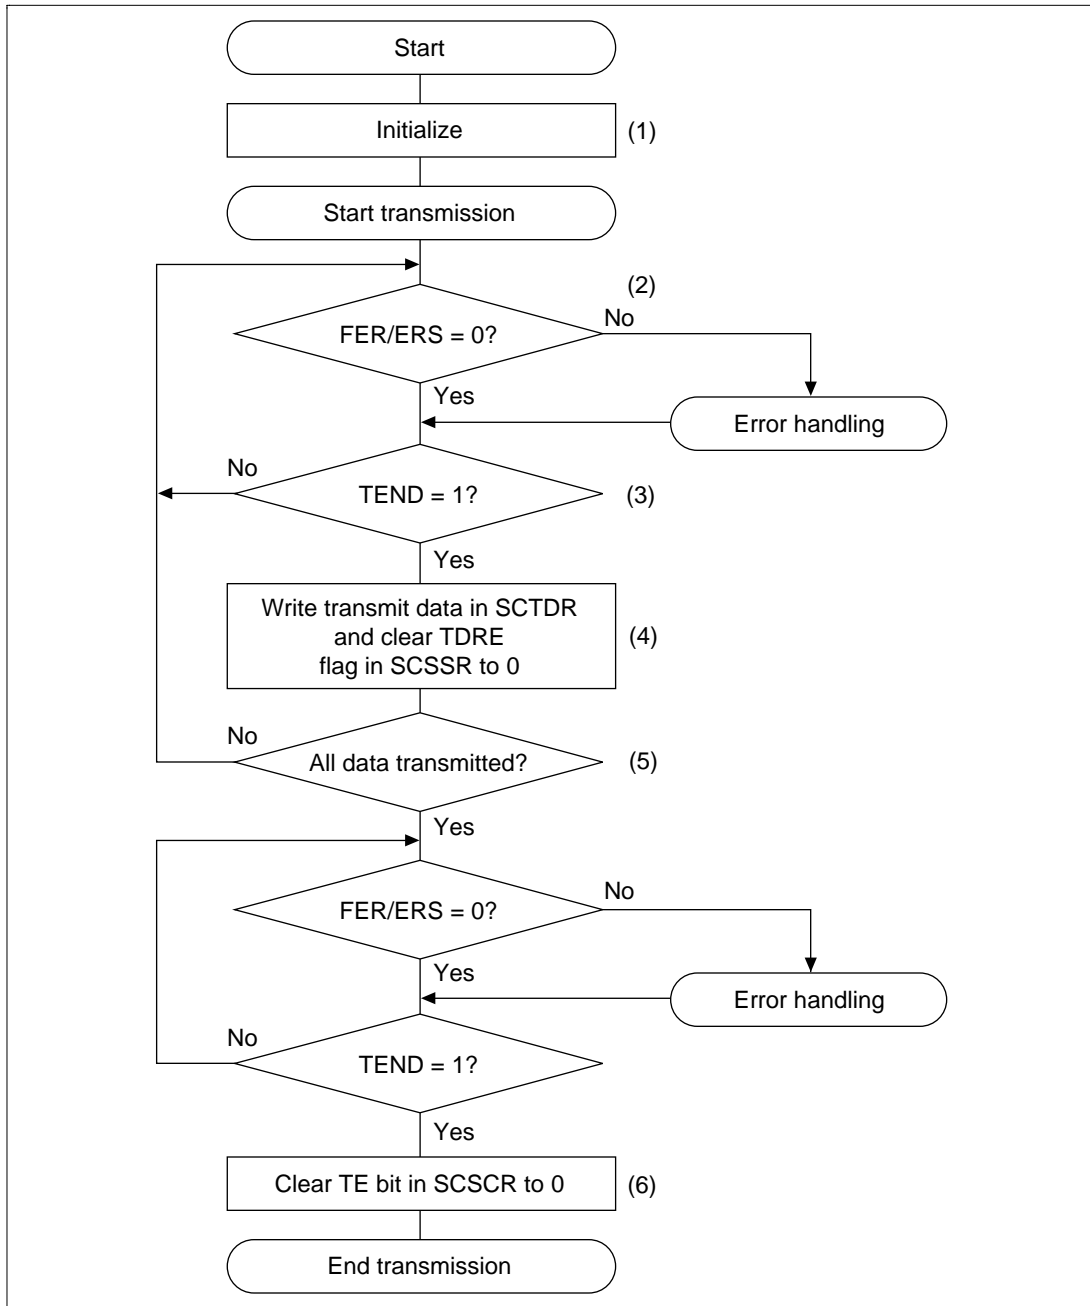 Start
Initialize
(1)
Start transmission
(2)
FER/ERS = 0?
No
Yes
Error handling
No
TEND = 1?
(3)
Yes
Write transmit data in SCTDR
and clear TDRE
flag in SCSSR to 0
(4)
No
All data transmitted?
(5)
Yes
FER/ERS = 0?
No
Yes
Error handling
No
TEND = 1?
Yes
Clear TE bit in SCSCR to 0
(6)
End transmission